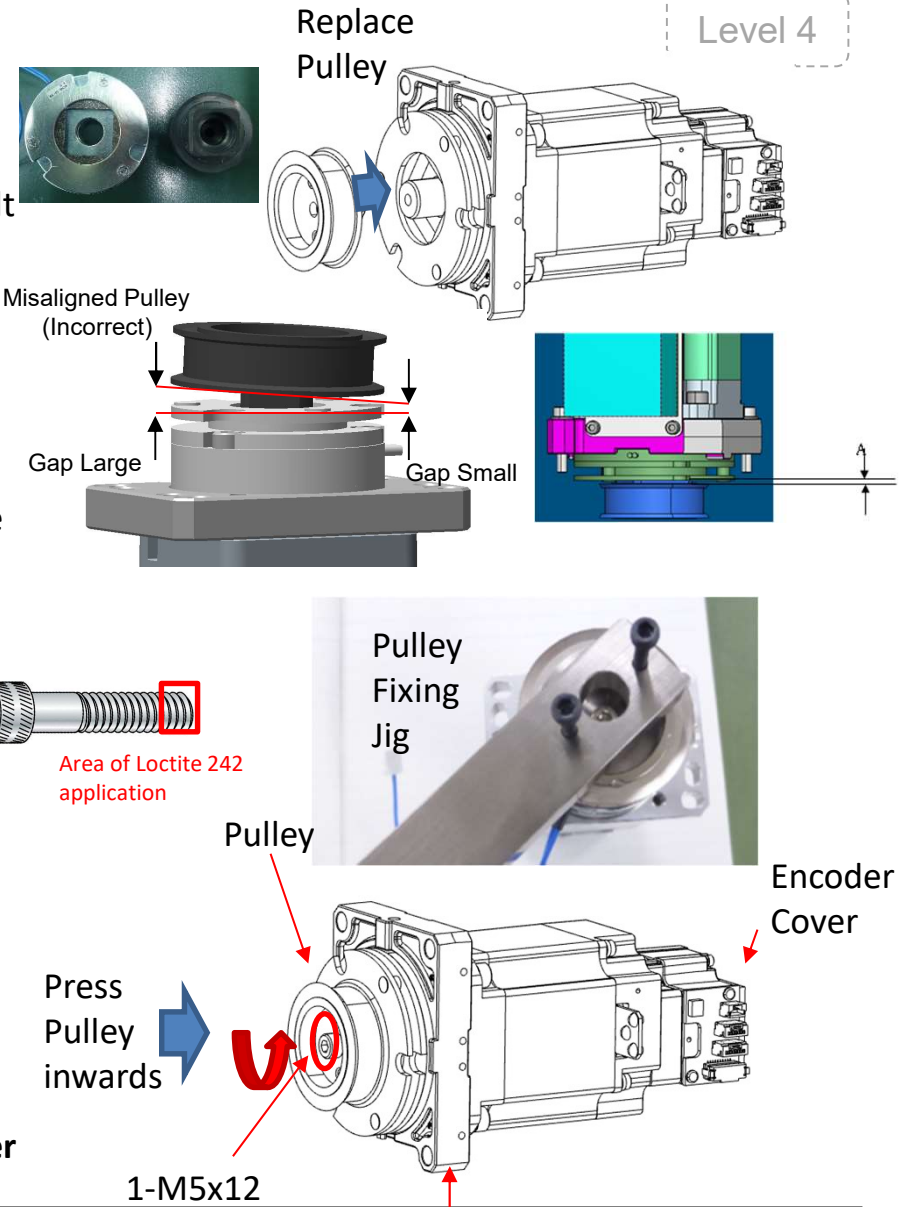 Replace
Pulley
Level 4
Misaligned Pulley
(Incorrect)
Gap Large
Gap Small
A
Pulley
Fixing
Jig
Area of Loctite 242
application
Pulley
Encoder
Cover
Press
Pulley
inwards
1-M5x12